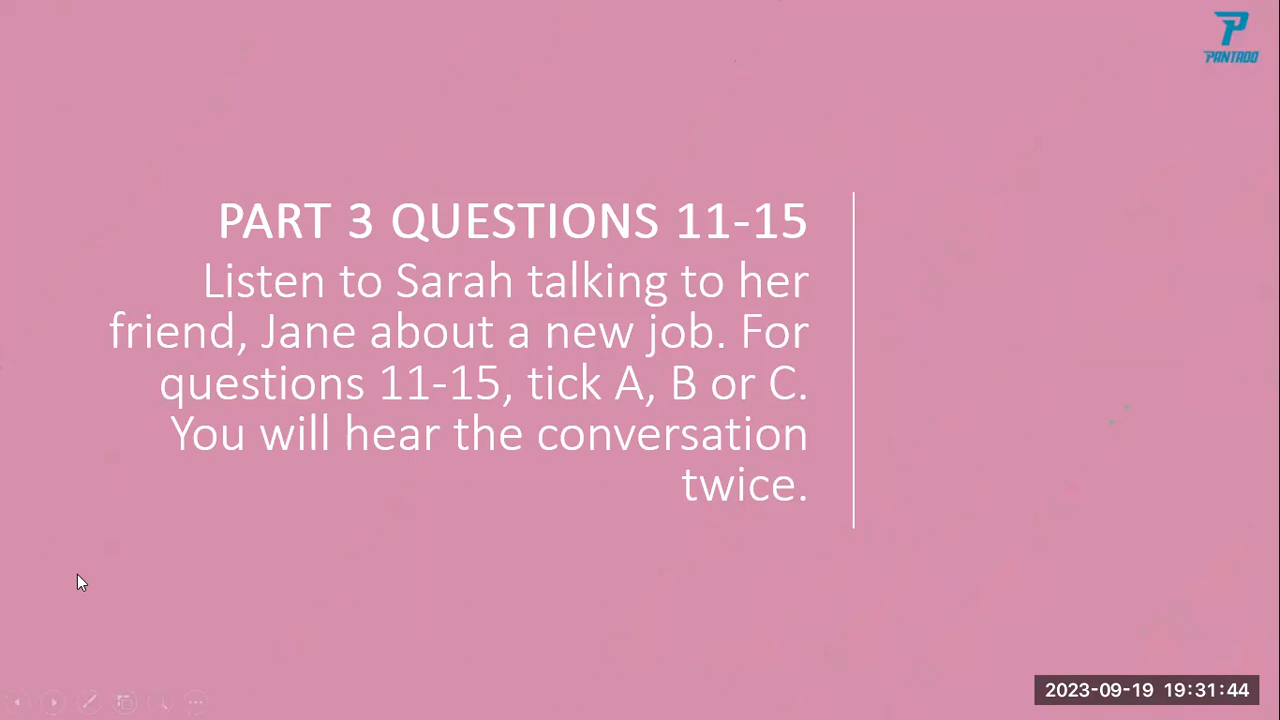 PANTADO
PART 3 QUESTIONS 11-15
Listen to Sarah talking to her
friend, Jane about a new job. For
questions 11-15, tick A, B or C.
You will hear the conversation
twice.
2023-09-19 19:31:44